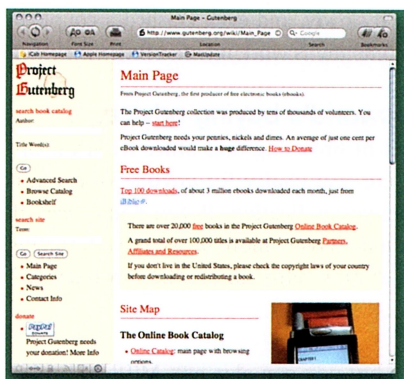 Main Page – Gutenberg
http://www.gutenberg.org/wiki/Main_Page
Google
Navigation
Font Size
Print
Location
Search
Bookmarks
iCab Homepage
Apple Homepage
VersionTracker
MacUpdate
Project
Gutenberg
search book catalog
Author:
Title Word(s):
Go
Advanced Search
Browse Catalog
Bookshelf
search site
Term:
Go
Search Site
Main Page
Categories
News
Contact Info
donate
PayPal
DONATE
Project Gutenberg needs
your donation! More Info
Main Page
From Project Gutenberg, the first producer of free electronic books (ebooks).
The Project Gutenberg collection was produced by tens of thousands of volunteers. You
can help – start here!
Project Gutenberg needs your pennies, nickels and dimes. An average of just one cent per
eBook downloaded would make a huge difference. How to Donate
Free Books
Top 100 downloads, of about 3 million ebooks downloaded each month, just from
iBiblio.
There are over 20,000 free books in the Project Gutenberg Online Book Catalog.
A grand total of over 100,000 titles is available at Project Gutenberg Partners,
Affiliates and Resources.
If you don't live in the United States, please check the copyright laws of your country
before downloading or redistributing a book.
Site Map
The Online Book Catalog
Online Catalog: main page with browsing
options.